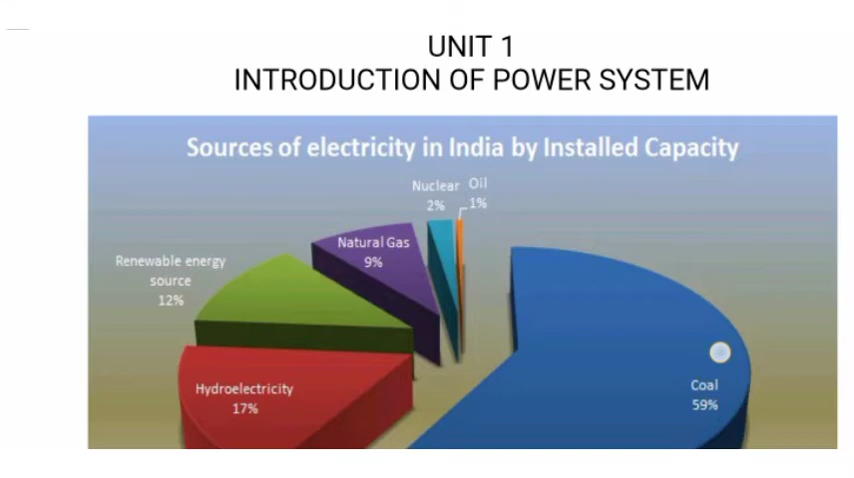 UNIT 1
INTRODUCTION OF POWER SYSTEM
Sources of electricity in India by Installed Capacity
Nuclear
2%
Oil
1%
Natural Gas
9%
Renewable energy
source
12%
Hydroelectricity
17%
Coal
59%